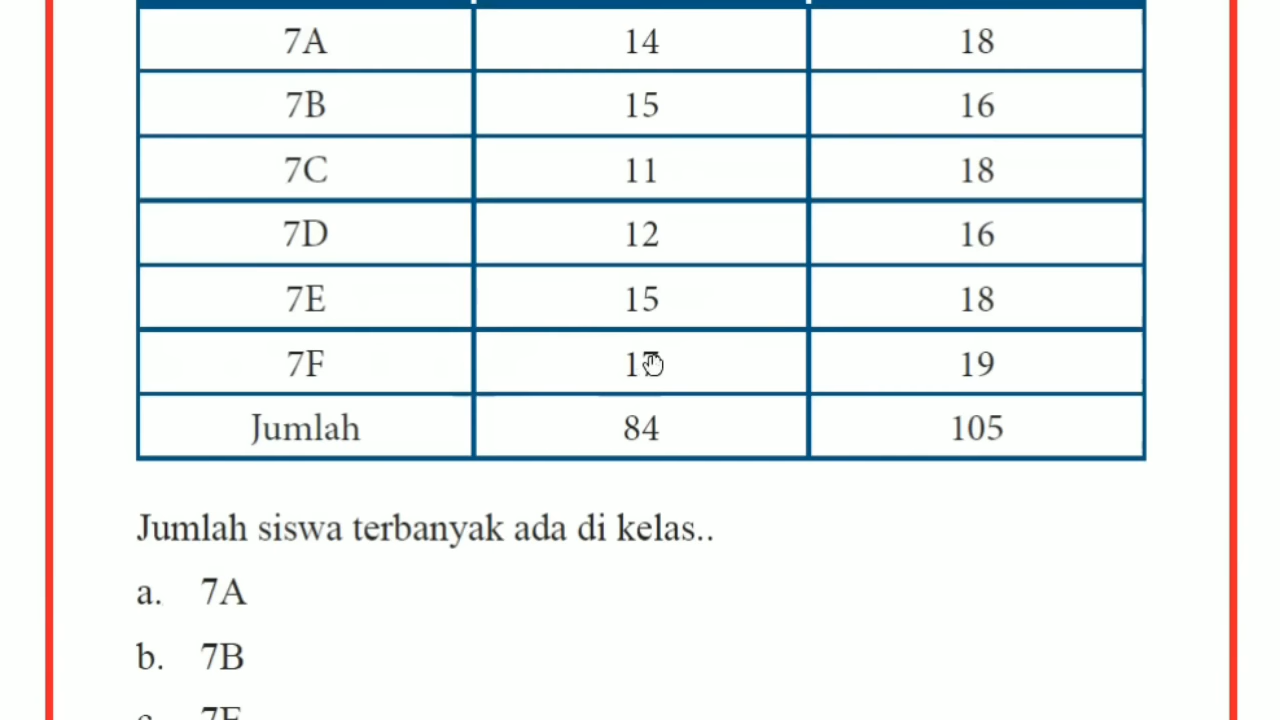 7A 14 18
7B 15 16
7C 11 18
7D 12 16
7E 15 18
7F 19
Jumlah 84 105
Jumlah siswa terbanyak ada di kelas..
a. 7A
b. 7B